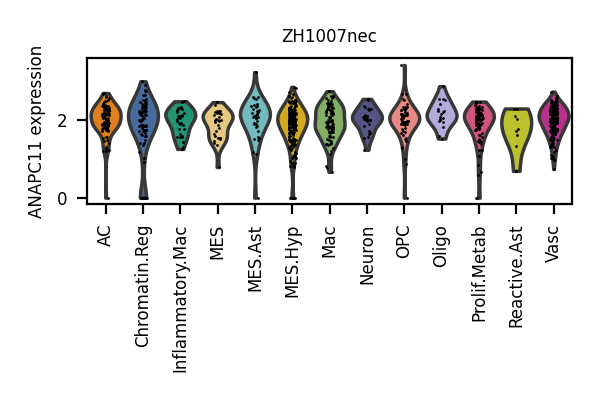 ZH1007nec
ANAPC11 expression
2
0
AC
Chromatin.Reg
Inflammatory.Mac
MES
MES.Ast
MES.Hyp
Mac
Neuron
OPC
Oligo
Prolif.Metab
Reactive.Ast
Vasc